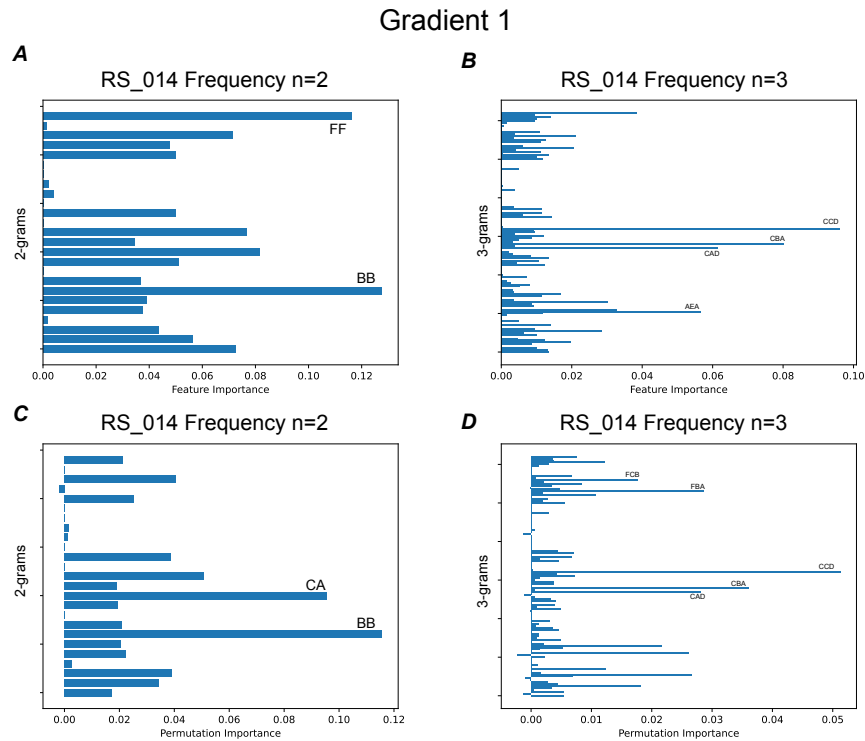 Gradient 1
A
RS_014 Frequency n=2
FF
BB
2-grams
0.00 0.02 0.04 0.06 0.08 0.10 0.12
Feature Importance
B
RS_014 Frequency n=3
CCD
CBA
CAD
AEA
3-grams
0.00 0.02 0.04 0.06 0.08 0.10
Feature Importance
C
RS_014 Frequency n=2
CA
BB
2-grams
0.00 0.02 0.04 0.06 0.08 0.10 0.12
Permutation Importance
D
RS_014 Frequency n=3
FCB
FBA
CCD
CBA
CAD
3-grams
0.00 0.01 0.02 0.03 0.04 0.05
Permutation Importance